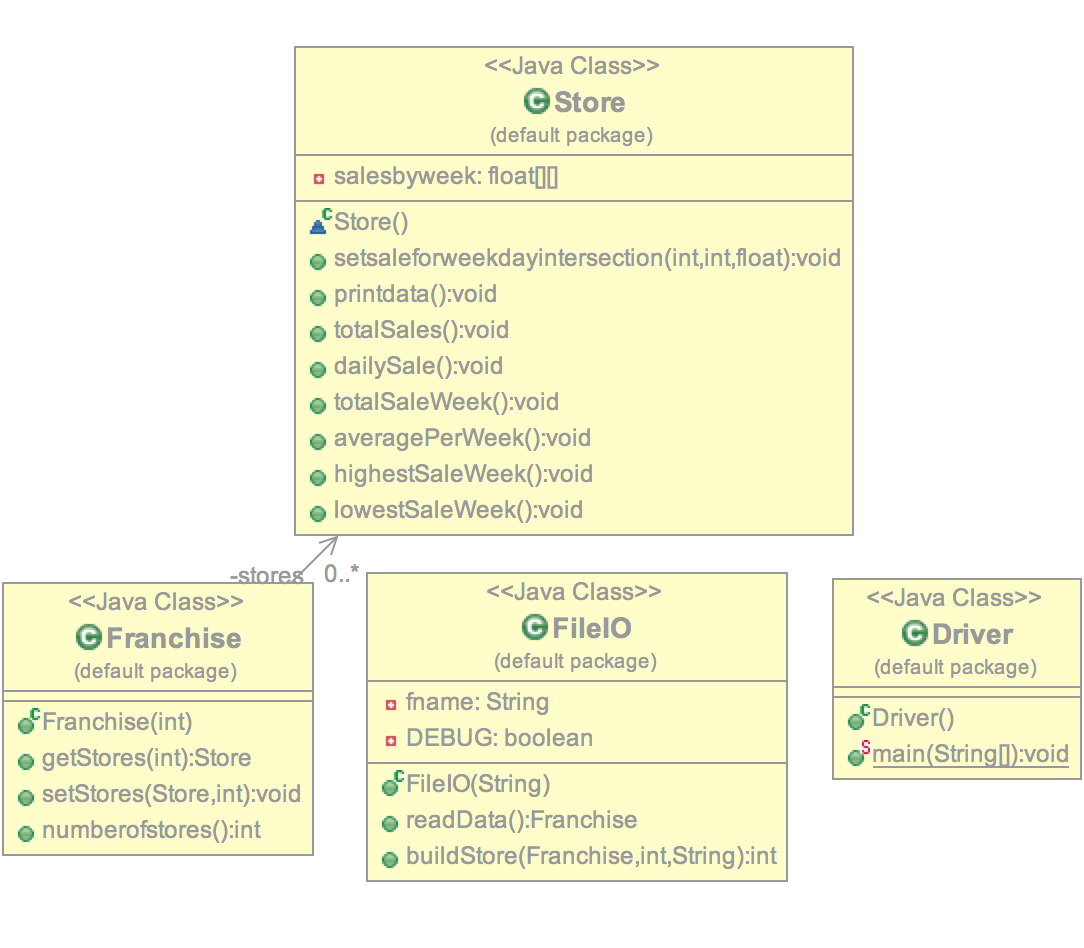 <<Java Class>>
Store
(default package)
salesbyweek: float[][]
Store()
setsaleforweekdayintersection(int,int,float):void
printdata():void
totalSales():void
dailySale():void
totalSaleWeek():void
averagePerWeek():void
highestSaleWeek():void
lowestSaleWeek():void
-stores 0..*
<<Java Class>>
Franchise
(default package)
Franchise(int)
getStores(int):Store
setStores(Store,int):void
numberofstores():int
<<Java Class>>
FileIO
(default package)
fname: String
DEBUG: boolean
FileIO(String)
readData():Franchise
buildStore(Franchise,int,String):int
<<Java Class>>
Driver
(default package)
Driver()
main(String[]):void